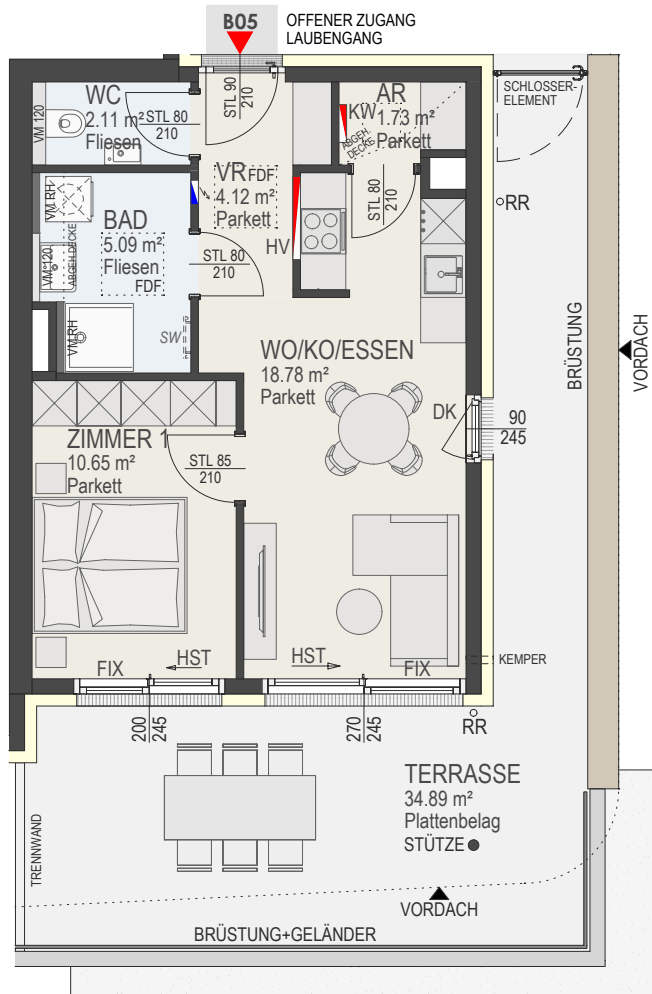 B05
OFFENER ZUGANG
LAUBENGANG
WC
2.11 m²
Fliesen
VM 120
STL 80
210
STL 90
210
AR
1.73 m²
Parkett
KW
ABGEH.
DECKE
SCHLOSSER-
ELEMENT
VR FDF
4.12 m²
Parkett
STL 80
210
RR
VM RH
BAD
5.09 m²
Fliesen
FDF
VM 120
ABGEH.DECKE
VM RH
SW
STL 80
210
HV
WO/KO/ESSEN
18.78 m²
Parkett
BRÜSTUNG
VORDACH
DK
90
245
ZIMMER 1
10.65 m²
Parkett
STL 85
210
FIX
HST
HST
FIX
KEMPER
200
245
270
245
RR
TERRASSE
34.89 m²
Plattenbelag
STÜTZE
TRENNWAND
VORDACH
BRÜSTUNG+GELÄNDER